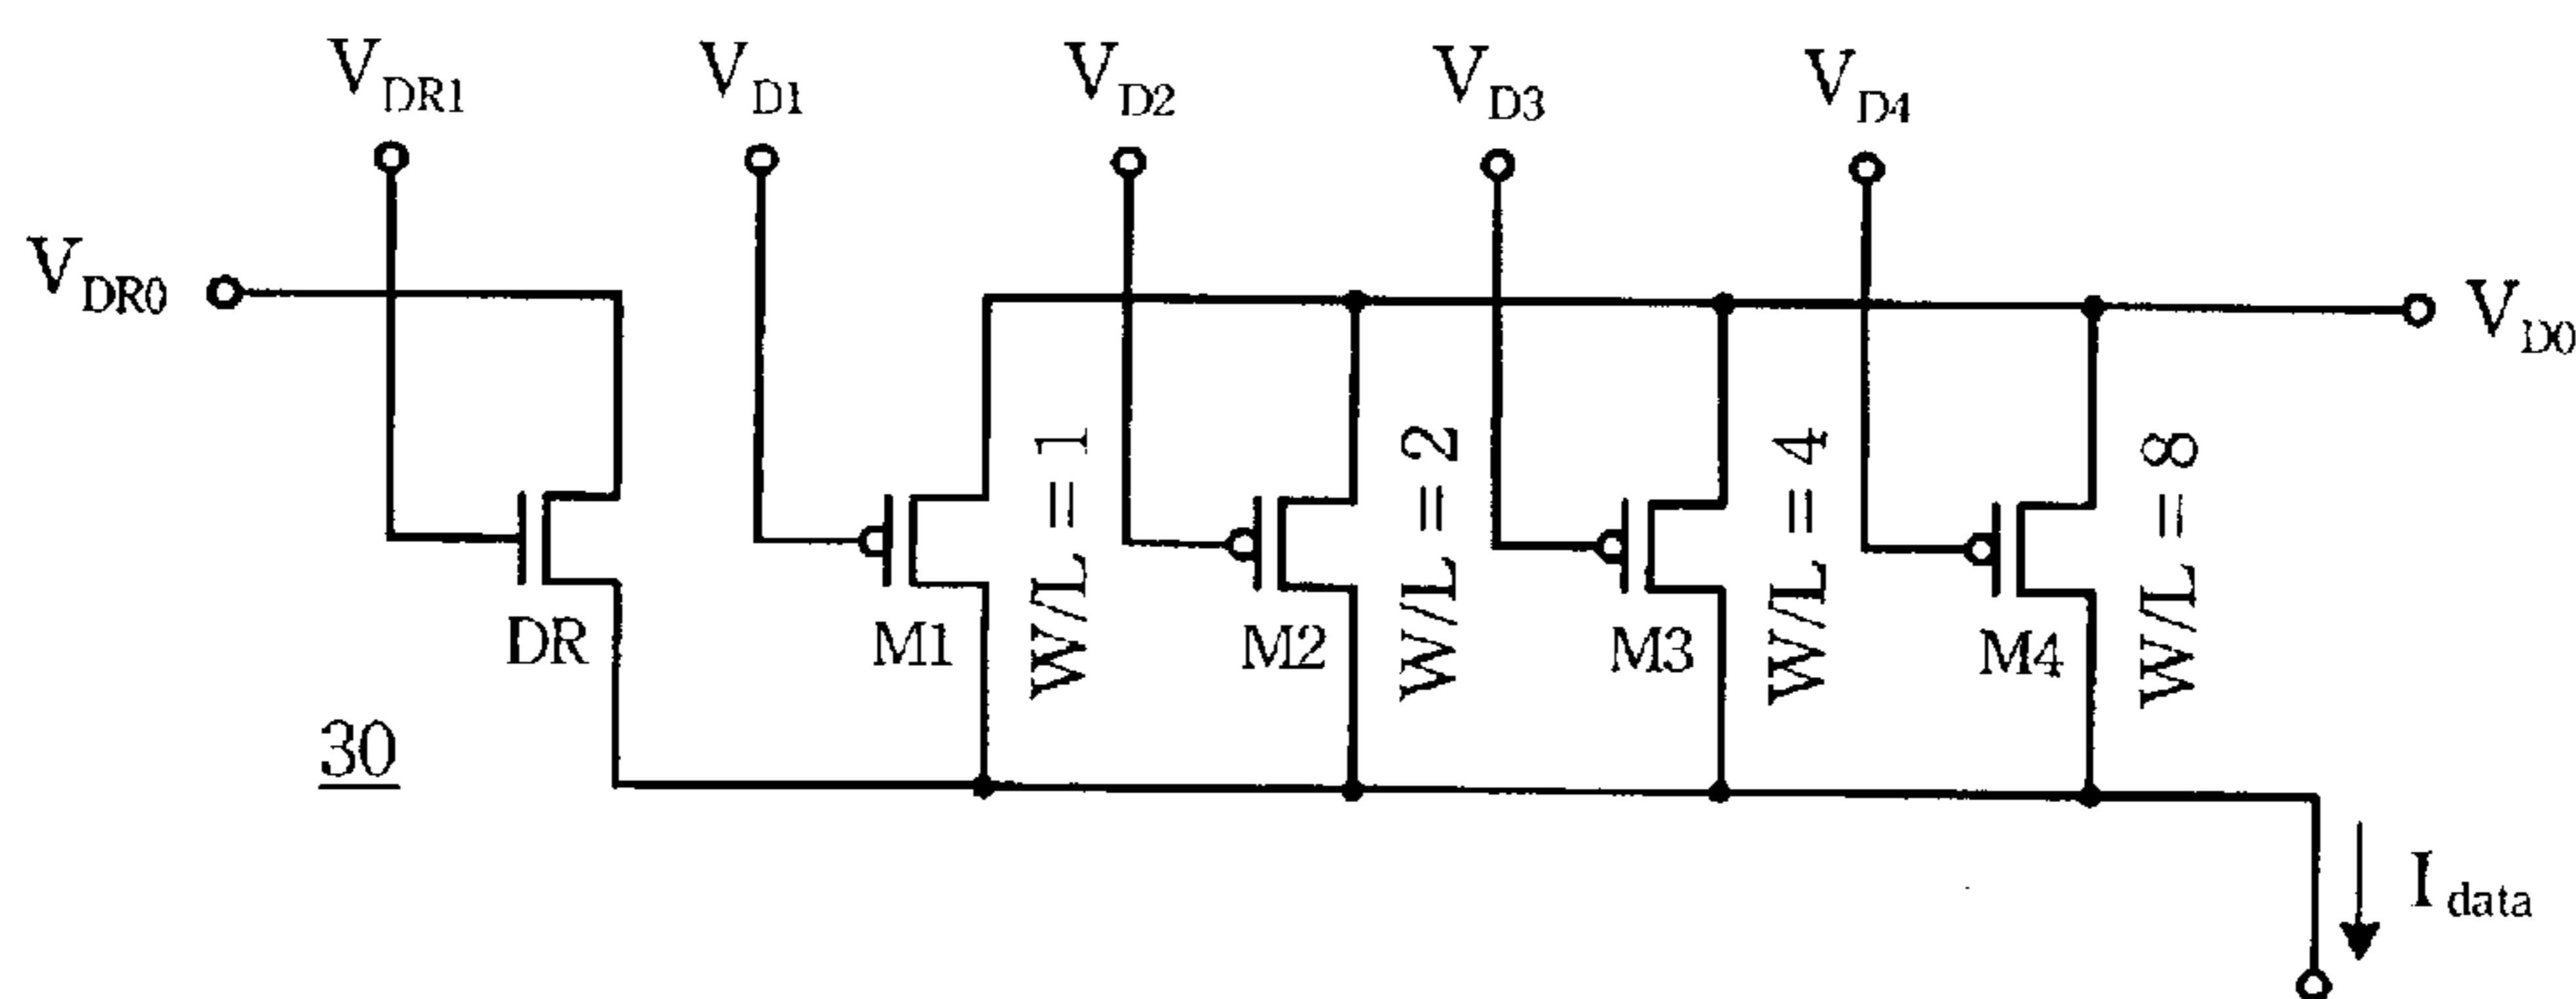 V_DR1
V_D1
V_D2
V_D3
V_D4
V_DR0
V_D0
W/L = 1
W/L = 2
W/L = 4
W/L = 8
DR
M1
M2
M3
M4
30
I_data